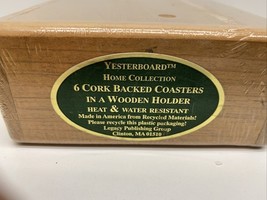 YESTERBOARD™
HOME COLLECTION
6 CORK BACKED COASTERS
IN A WOODEN HOLDER
HEAT & WATER RESISTANT
Made in America from Recycled Materials!
Please recycle this plastic packaging!
Legacy Publishing Group
Clinton, MA 01510